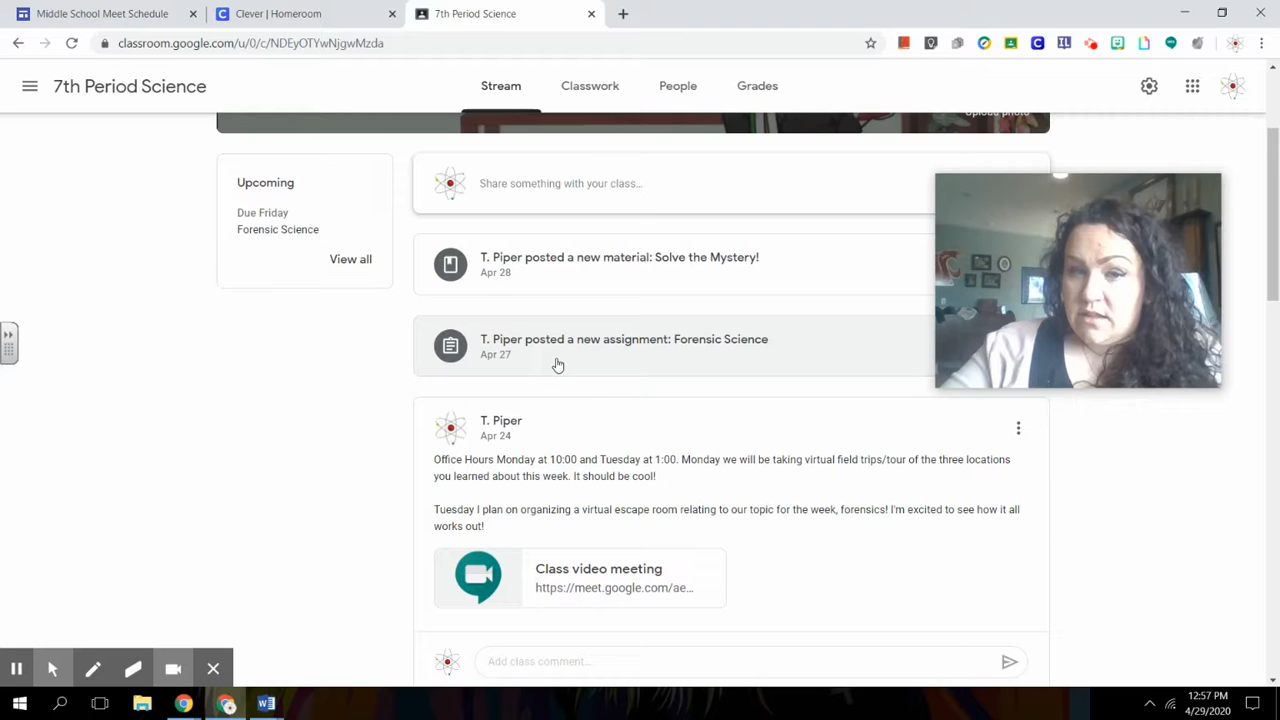 Middle School Meet Schedule
Clever | Homeroom
7th Period Science
classroom.google.com/u/0/c/NDEyOTYwNjgwMzda
7th Period Science
Stream
Classwork
People
Grades
Upload photo
Upcoming
Due Friday
Forensic Science
View all
Share something with your class...
T. Piper posted a new material: Solve the Mystery!
Apr 28
T. Piper posted a new assignment: Forensic Science
Apr 27
T. Piper
Apr 24
Office Hours Monday at 10:00 and Tuesday at 1:00. Monday we will be taking virtual field trips/tour of the three locations
you learned about this week. It should be cool!
Tuesday I plan on organizing a virtual escape room relating to our topic for the week, forensics! I'm excited to see how it all
works out!
Class video meeting
https://meet.google.com/ae...
Add class comment...
12:57 PM
4/29/2020